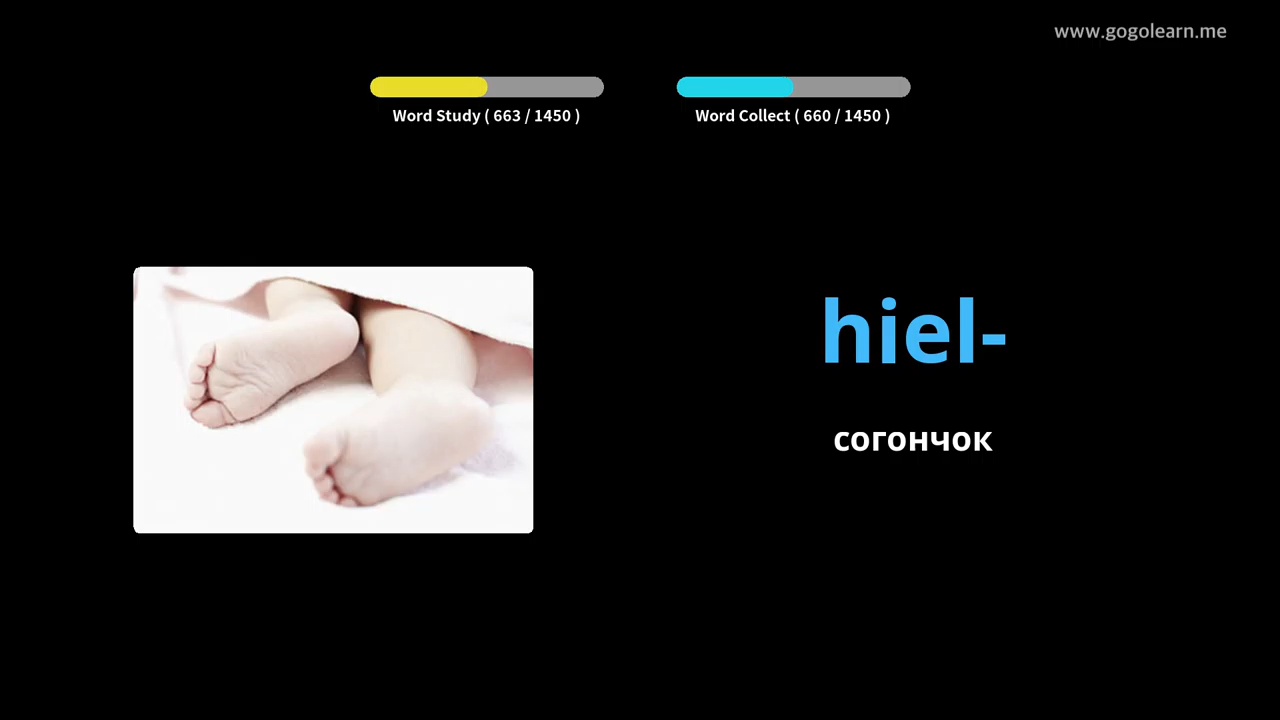 www.gogolearn.me
Word Study ( 663 / 1450 )
Word Collect ( 660 / 1450 )
hiel-
согончок